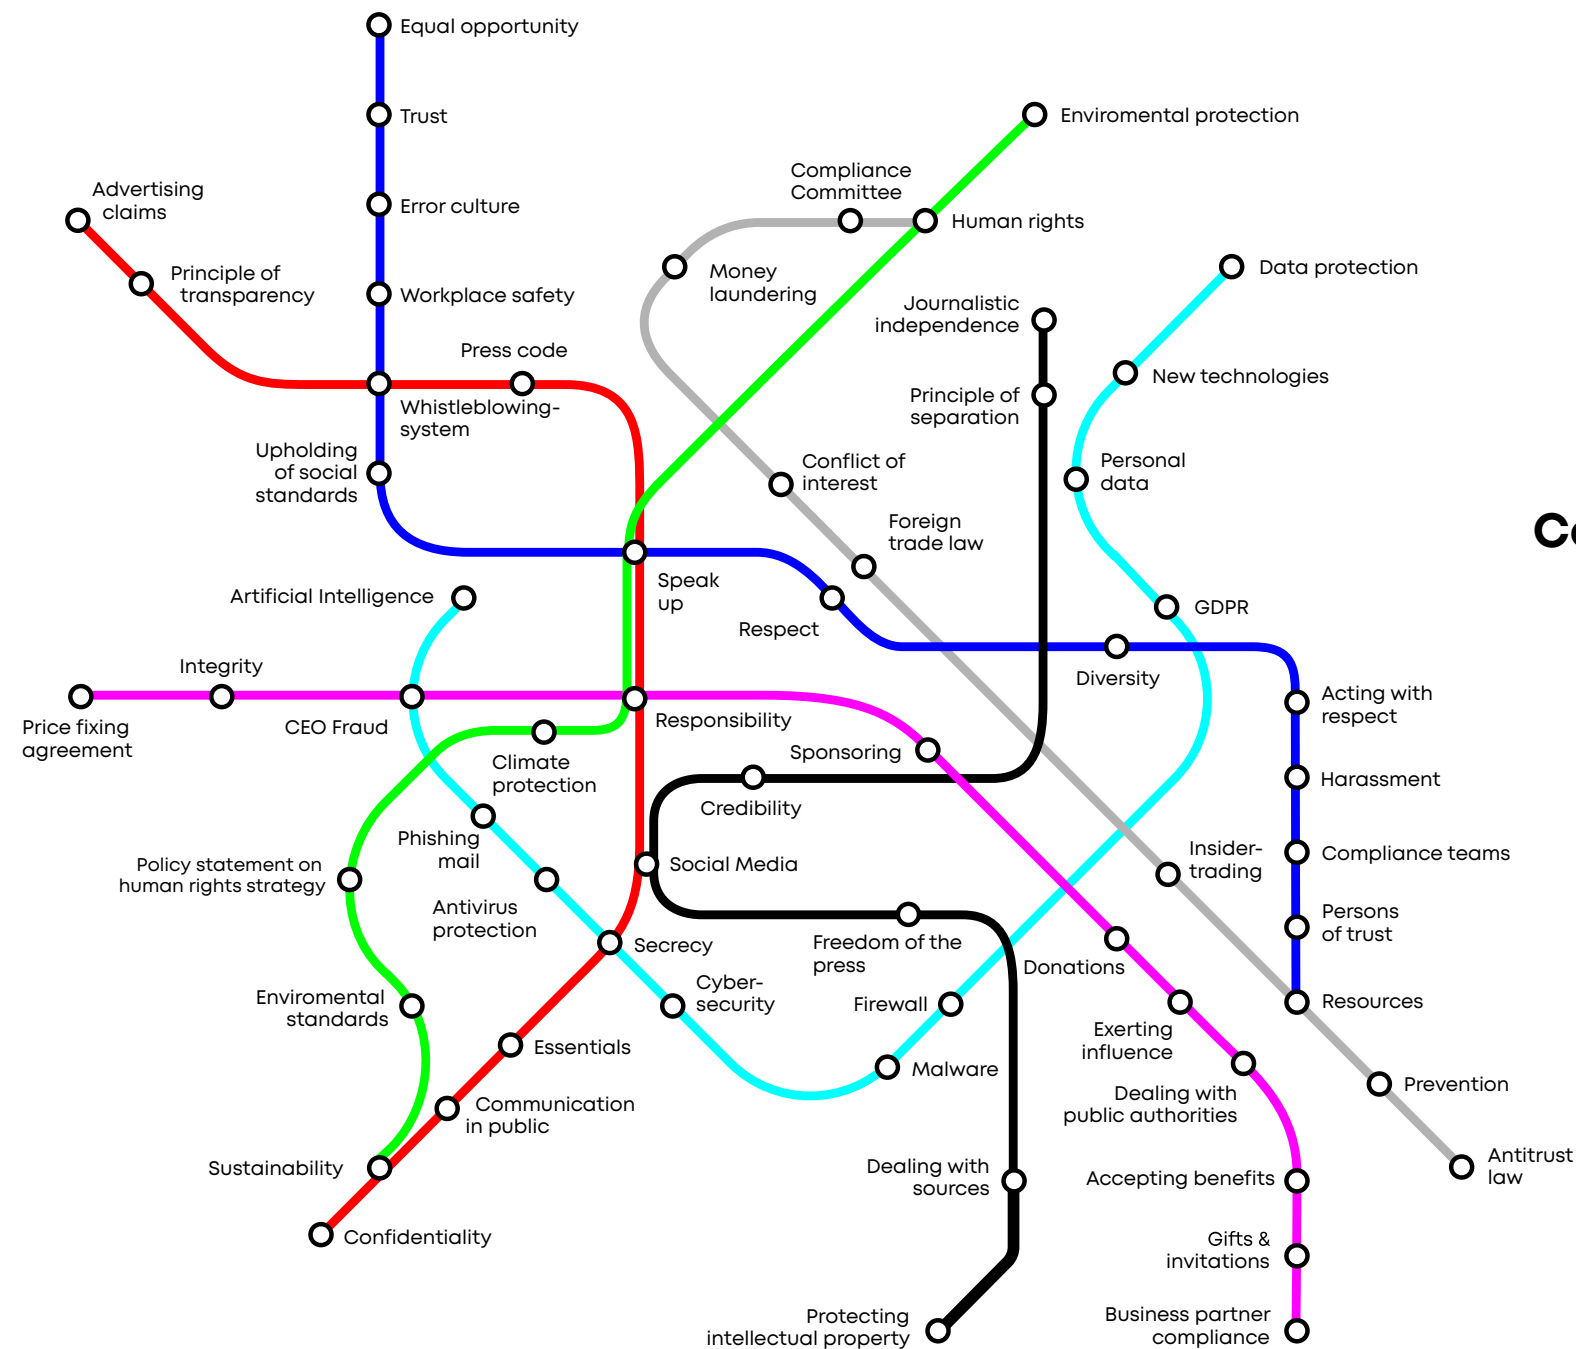 Equal opportunity
Trust
Enviromental protection
Compliance
Committee
Advertising
claims
Error culture
Human rights
Principle of
transparency
Money
laundering
Data protection
Workplace safety
Journalistic
independence
Press code
New technologies
Whistleblowing-
system
Principle of
separation
Upholding
of social
standards
Conflict of
interest
Personal
data
Foreign
trade law
Co
Speak
up
Artificial Intelligence
GDPR
Respect
Integrity
Diversity
Price fixing
agreement
CEO Fraud
Responsibility
Acting with
respect
Sponsoring
Climate
protection
Harassment
Credibility
Phishing
mail
Policy statement on
human rights strategy
Social Media
Insider-
trading
Compliance teams
Antivirus
protection
Persons
of trust
Secrecy
Freedom of the
press
Donations
Enviromental
standards
Cyber-
security
Firewall
Resources
Exerting
influence
Essentials
Malware
Prevention
Communication
in public
Dealing with
public authorities
Sustainability
Dealing with
sources
Accepting benefits
Antitrust
law
Confidentiality
Gifts &
invitations
Protecting
intellectual property
Business partner
compliance